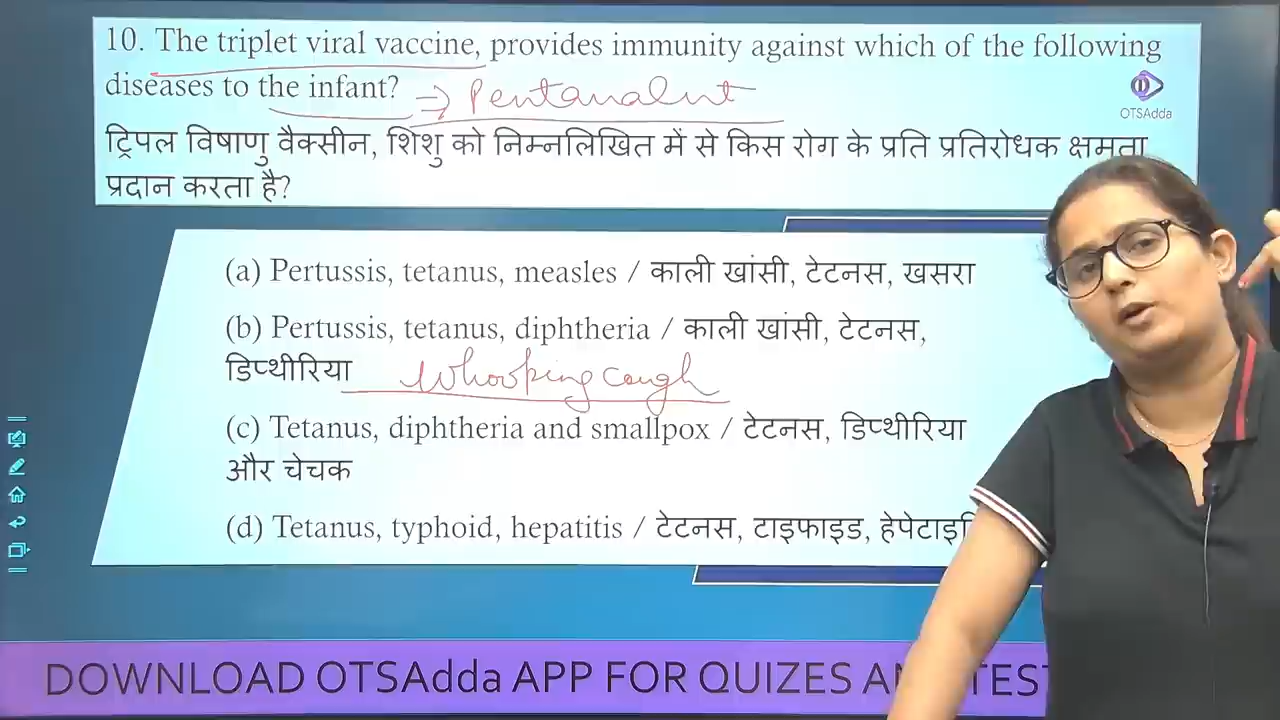 10. The triplet viral vaccine, provides immunity against which of the following
diseases to the infant? ⇒ Pentavalent
OTSAdda
ट्रिपल विषाणु वैक्सीन, शिशु को निम्नलिखित में से किस रोग के प्रति प्रतिरोधक क्षमता
प्रदान करता है?
(a) Pertussis, tetanus, measles / काली खांसी, टेटनस, खसरा
(b) Pertussis, tetanus, diphtheria / काली खांसी, टेटनस,
डिप्थीरिया Whooping cough
(c) Tetanus, diphtheria and smallpox / टेटनस, डिप्थीरिया
और चेचक
(d) Tetanus, typhoid, hepatitis / टेटनस, टाइफाइड,
DOWNLOAD OTSAdda APP FOR QUIZES